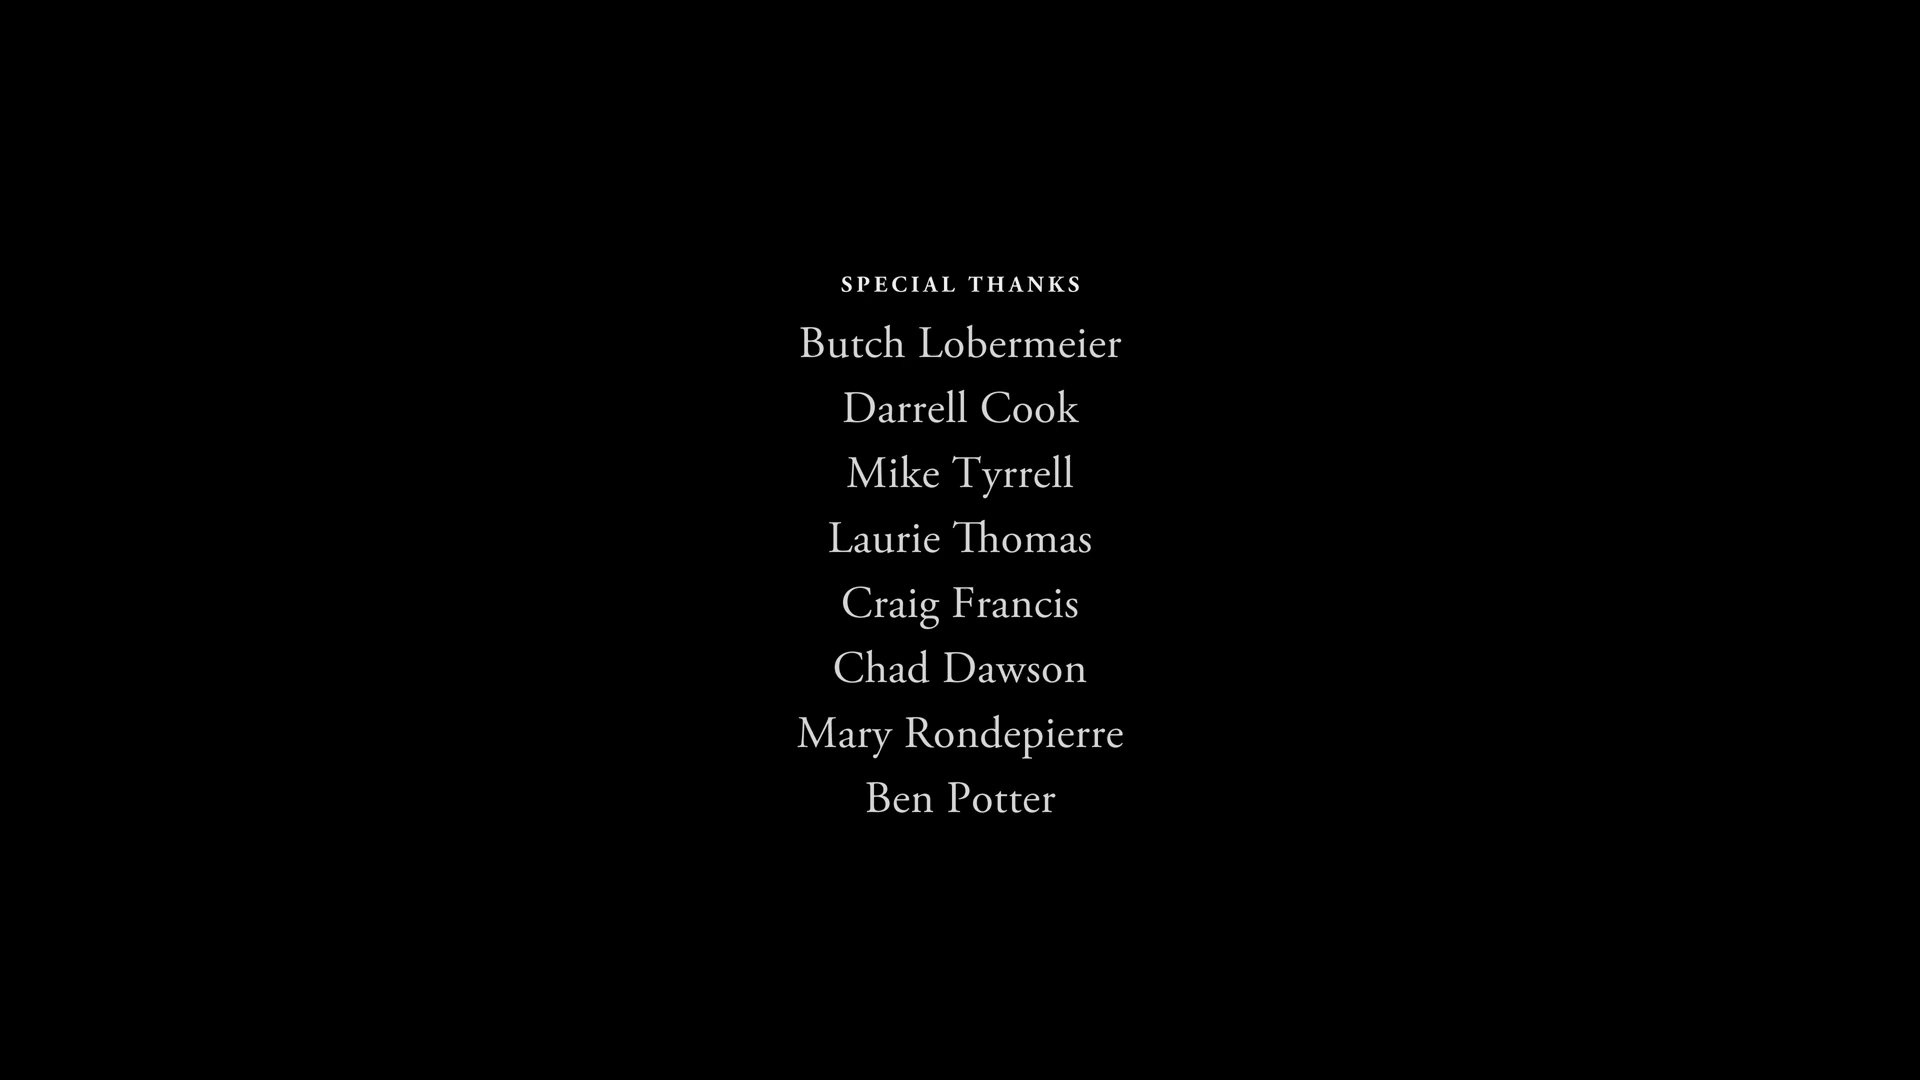 SPECIAL THANKS
Butch Lobermeier
Darrell Cook
Mike Tyrrell
Laurie Thomas
Craig Francis
Chad Dawson
Mary Rondepierre
Ben Potter